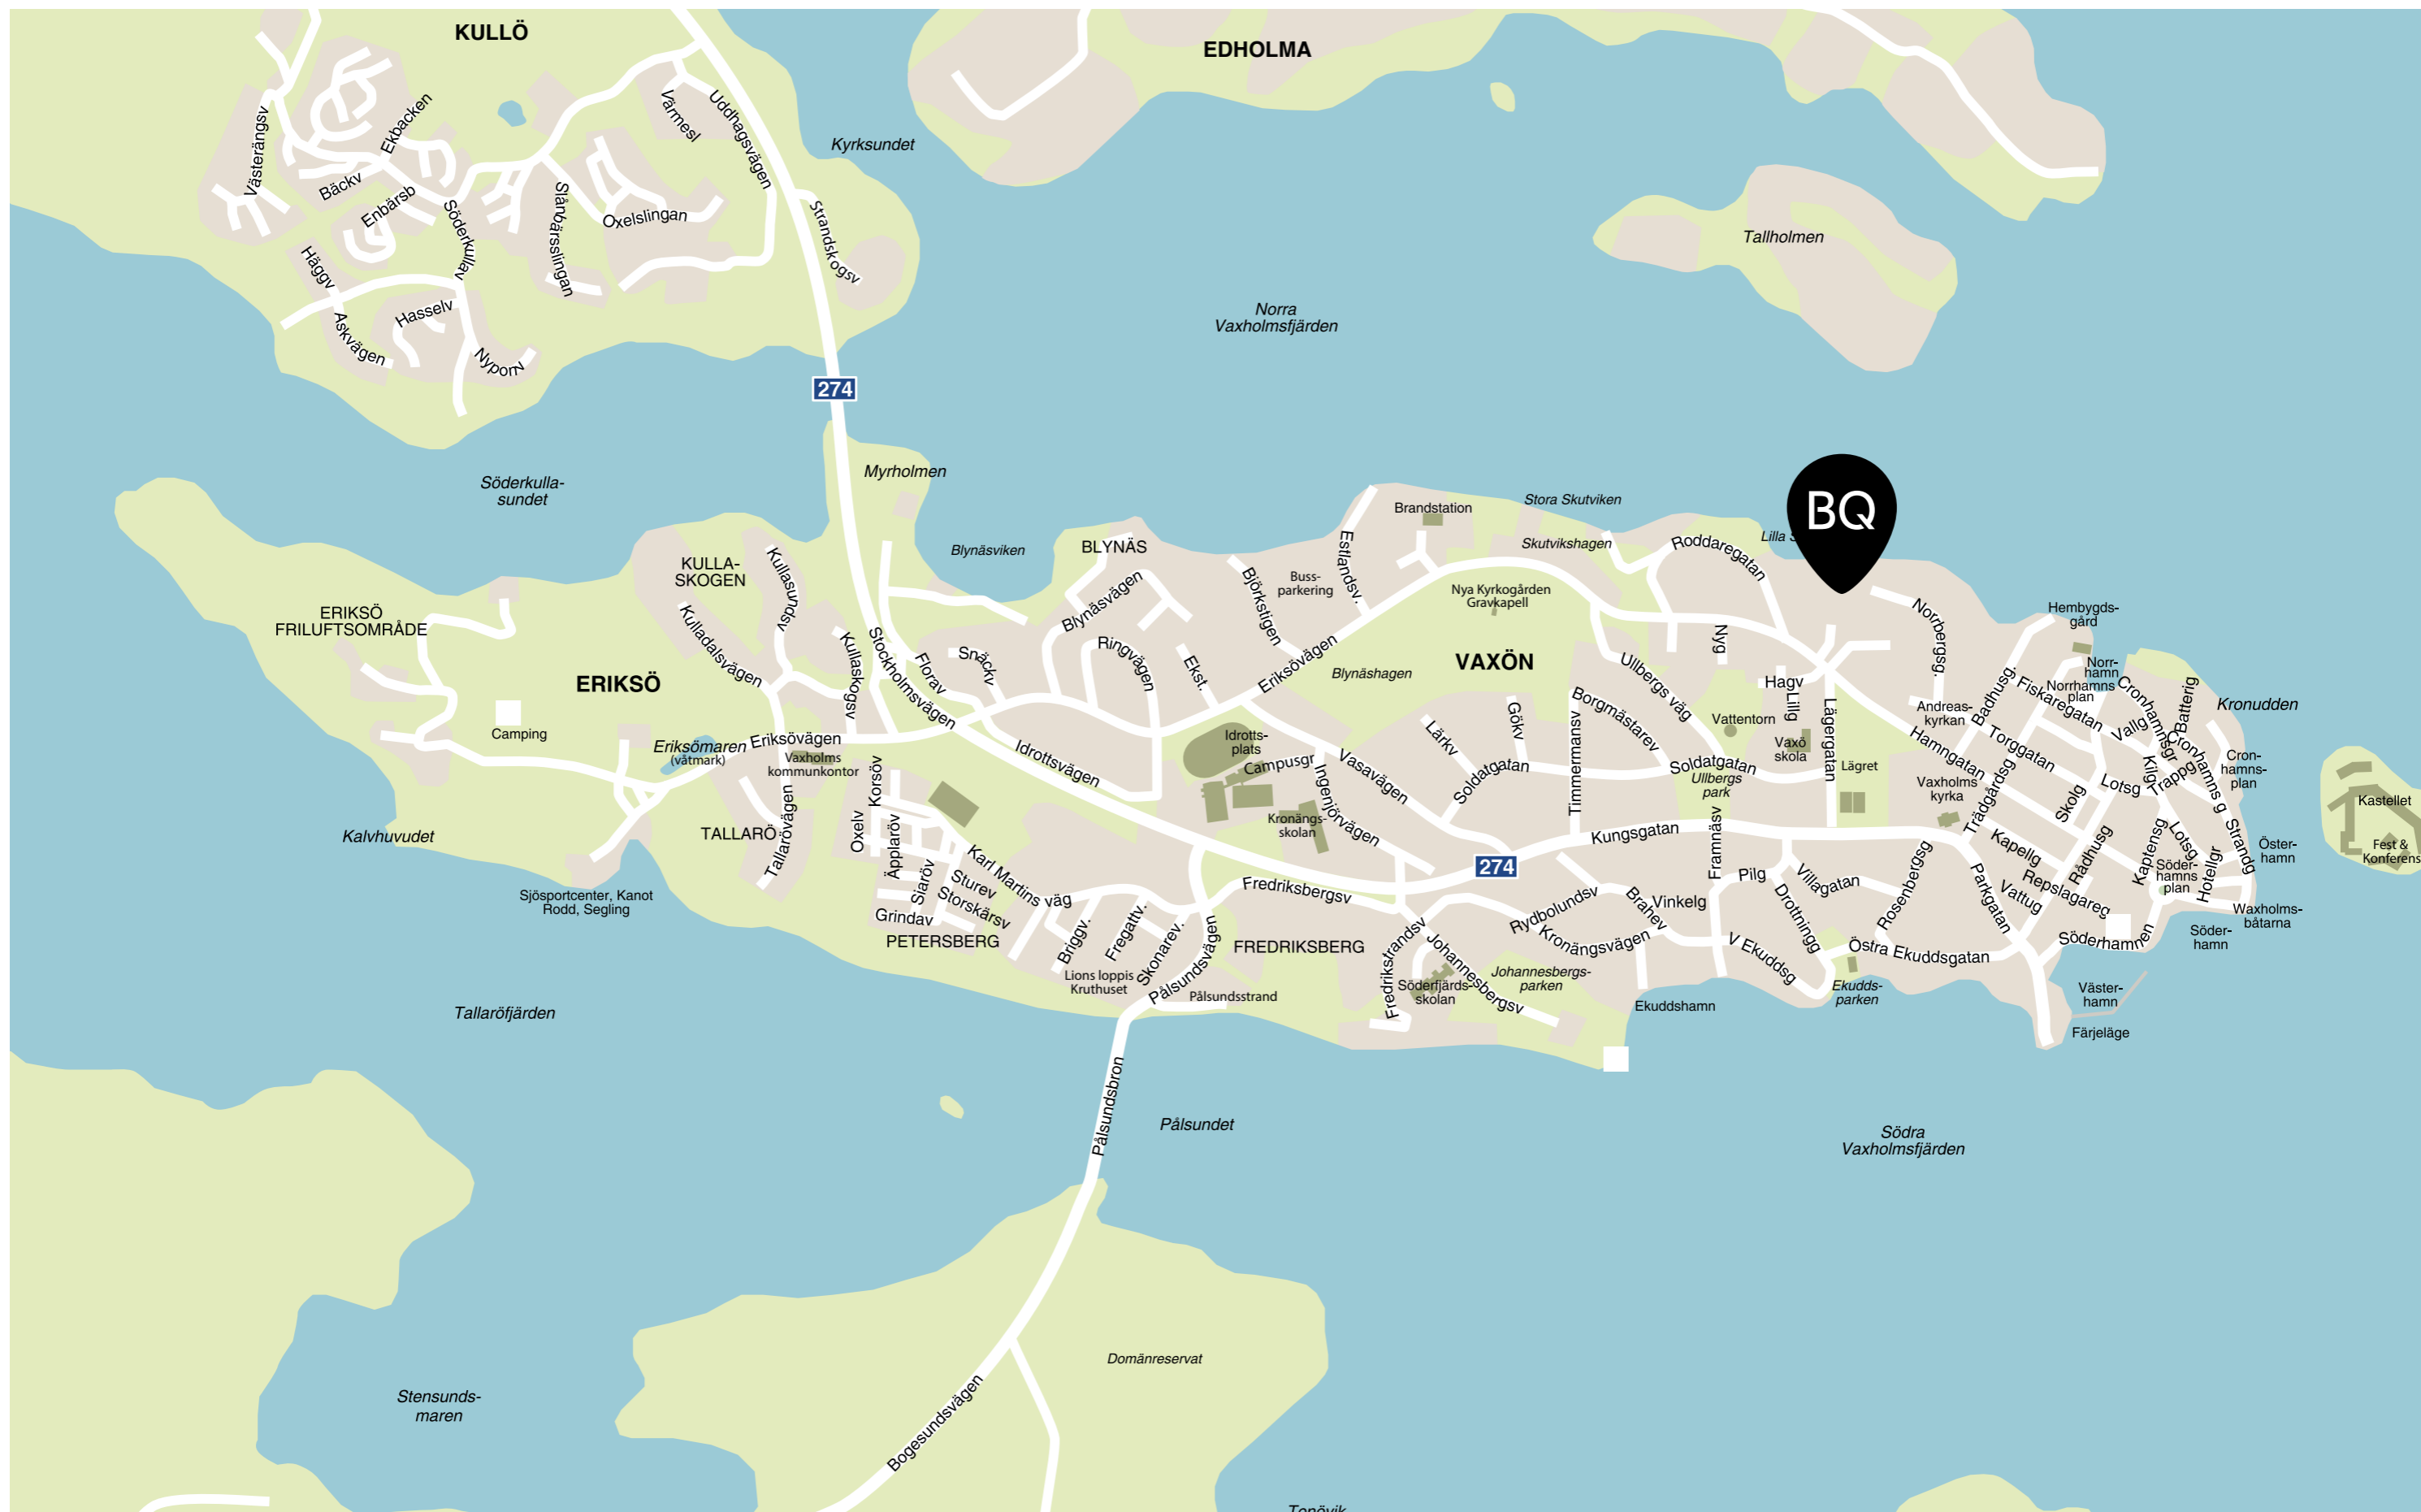 KULLÖ
EDHOLMA
Västerängsv
Ekbacken
Värmesl
Uddhagsvägen
Kyrksundet
Bäckv
Enbärsb
Söderkullav
Slånbärsslingan
Oxelslingan
Strandskogsv
Tallholmen
Häggv
Hasselv
Askvägen
Nyporv
Norra
Vaxholmsfjärden
274
Myrholmen
Söderkulla-
sundet
Brandstation
Stora Skutviken
BQ
Lilla
Skutvikshagen
Roddaregatan
Blynäsviken
BLYNÄS
Estlandsv.
KULLA-
SKOGEN
Kullasundsv
Blynäsvägen
Björkstigen
Buss-
parkering
Nya Kyrkogården
Gravkapell
ERIKSÖ
FRILUFTSOMRÅDE
Kulladalsvägen
Kullaskogsv
Stockholmsvägen
Florav
Snäckv
Ringvägen
Ekst.
Eriksövägen
Blynäshagen
VAXÖN
Ullbergs väg
Nyg
Norrbergsg.
Hembygds-
gård
Norr-
hamn
Norrhamns
plan
Kronudden
ERIKSÖ
Camping
Eriksömaren
(våtmark)
Eriksövägen
Vaxholms
kommunkontor
Idrottsvägen
Idrotts-
plats
Campusgr
Ingenjörvägen
Vasavägen
Lärkv
Gökv
Soldatgatan
Timmermansv
Borgmästarev
Soldatgatan
Ullbergs
park
Vattentorn
Hagv
Lillg
Vaxö
skola
Lägergatan
Lägret
Andreas-
kyrkan
Badhusg.
Fiskaregatan
Cronhamnsgr
Batterig
Vallg
Torggatan
Hamngatan
Cronhamns g
Cron-
hamns-
plan
Kilg
Trappg
Lotsg
Vaxholms
kyrka
Trädgårdsg
Skolg
Kastellet
Korsöv
Oxelv
Äpplaröv
Siaröv
TALLARÖ
Tallarövägen
Kalvhuvudet
Kronängs-
skolan
Kungsgatan
274
Framnäsv
Kapellg
Rådhusg
Kaptensg
Lotsg
Strandg
Öster-
hamn
Fest &
Konferens
Karl Martins väg
Sturev
Storskärsv
Grindav
PETERSBERG
Sjösportcenter, Kanot
Rodd, Segling
Fredriksbergsv
Pilg
Villagatan
Vinkelg
Brahev
Rydbolundsv
Drottningg
Rosenbergsg
Parkgatan
Repslagareg
Vattug
Söder-
hamns
plan
Hotellgr
Waxholms-
båtarna
Söder-
hamn
Söderhamnen
Briggv.
Fregattv.
Skonarev.
Pålsundsvägen
FREDRIKSBERG
Fredriksstrandsv
Johannesbergsv
Kronängsvägen
V Ekuddsg
Östra Ekuddsgatan
Lions loppis
Kruthuset
Pålsundsstrand
Söderfjärds-
skolan
Johannesbergs-
parken
Ekuddshamn
Ekudds-
parken
Väster-
hamn
Färjeläge
Tallaröfjärden
Pålsundsbron
Pålsundet
Södra
Vaxholmsfjärden
Domänreservat
Stensunds-
maren
Bogesundsvägen